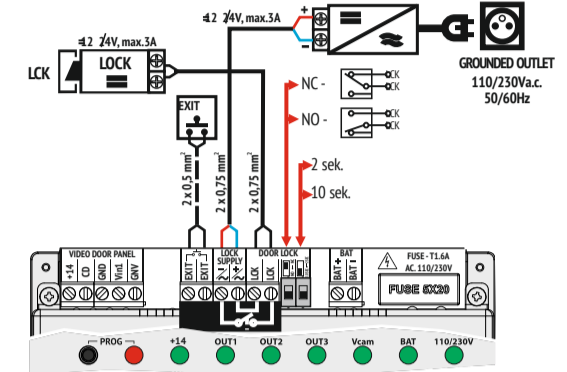 ⎓12 /24V, max.3A
+
−
⎓12 /24V, max.3A
LOCK
LCK
GROUNDED OUTLET
110/230Va.c.
50/60Hz
EXIT
NC -
CK
CK
NO -
CK
CK
2 x 0,5 mm²
2 x 0,75 mm²
2 x 0,75 mm²
2 sek.
10 sek.
VIDEO DOOR PANEL
LOCK SUPPLY
DOOR LOCK
BAT
FUSE - T1.6A
AC. 110/230V
+14
CD
GND
Vin1
GNV
EXIT
EXIT
~ −
~ +
LCK
LCK
BAT+
BAT−
FUSE 5X20
PROG
+14
OUT1
OUT2
OUT3
Vcam
BAT
110/230V